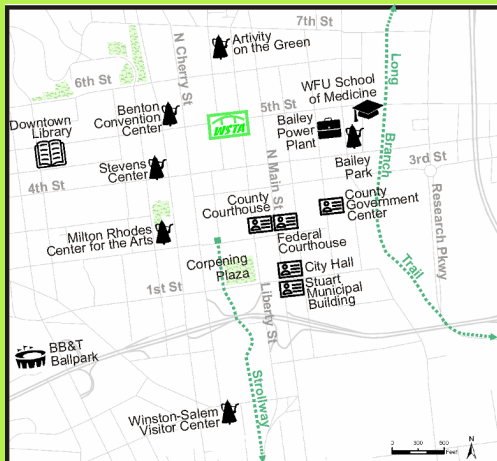 7th St
Artivity
on the Green
N Cherry St
Long
6th St
WFU School
of Medicine
Benton
Convention
Center
5th St
WSTA
Bailey
Power
Plant
Downtown
Library
Branch
Bailey
Park
3rd St
Stevens
Center
N Main St
4th St
County
Courthouse
County
Government
Center
Research Pkwy
Milton Rhodes
Center for the Arts
Federal
Courthouse
Corpening
Plaza
City Hall
Trail
1st St
Stuart
Municipal
Building
Liberty St
BB&T
Ballpark
Strollway
Winston-Salem
Visitor Center
0 300 600
Feet
N